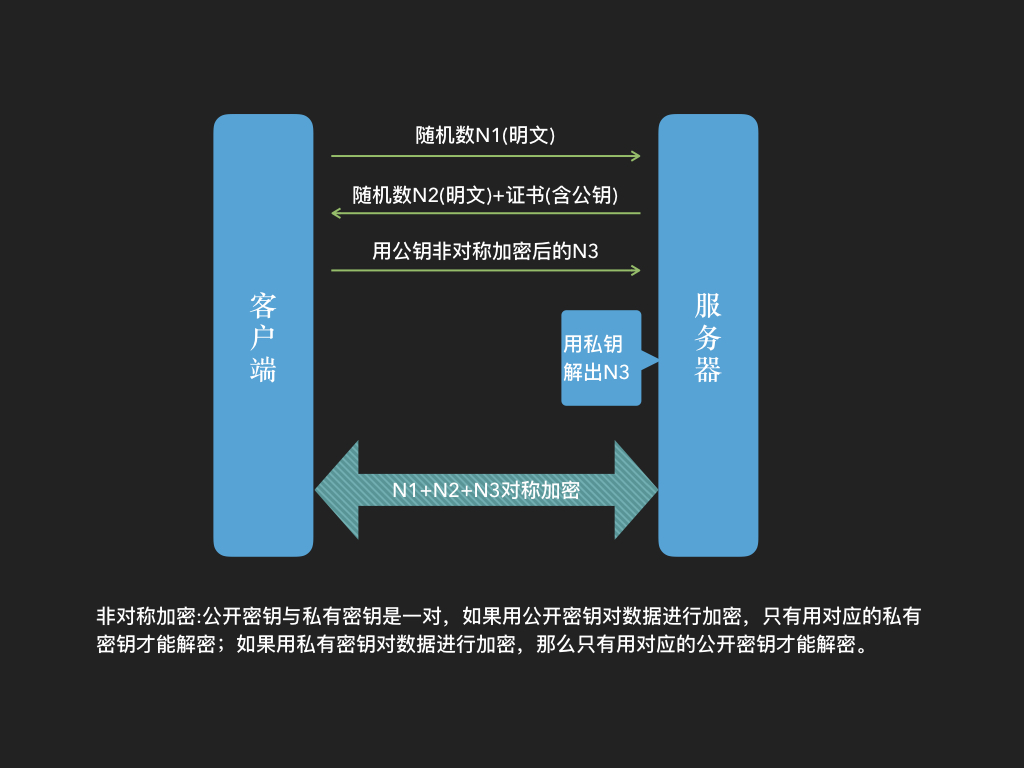 随机数N1(明文)
随机数N2(明文)+证书(含公钥)
用公钥非对称加密后的N3
客户端
服务器
用私钥
解出N3
N1+N2+N3对称加密
非对称加密:公开密钥与私有密钥是一对，如果用公开密钥对数据进行加密，只有用对应的私有
密钥才能解密；如果用私有密钥对数据进行加密，那么只有用对应的公开密钥才能解密。